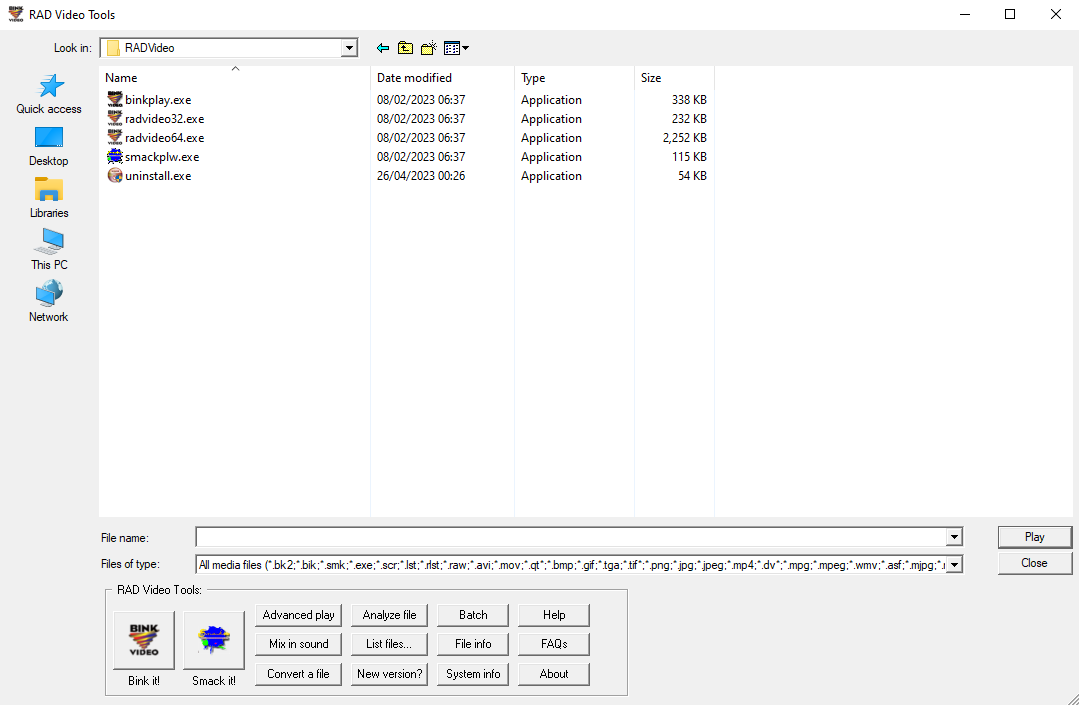 RAD Video Tools
Look in: RADVideo
Quick access
Desktop
Libraries
This PC
Network
Name Date modified Type Size
binkplay.exe 08/02/2023 06:37 Application 338 KB
radvideo32.exe 08/02/2023 06:37 Application 232 KB
radvideo64.exe 08/02/2023 06:37 Application 2,252 KB
smackplw.exe 08/02/2023 06:37 Application 115 KB
uninstall.exe 26/04/2023 00:26 Application 54 KB
File name: Play
Files of type: All media files (*.bk2;*.bik;*.smk;*.exe;*.scr;*.lst;*.rlst;*.raw;*.avi;*.mov;*.qt*;*.bmp;*.gif;*.tga;*.tif*;*.png;*.jpg;*.jpeg;*.mp4;*.dv*;*.mpg;*.mpeg;*.wmv;*.asf;*.mjpg;*. Close
RAD Video Tools:
BINK
VIDEO
Bink it!
Smack it!
Advanced play Analyze file Batch Help
Mix in sound List files... File info FAQs
Convert a file New version? System info About